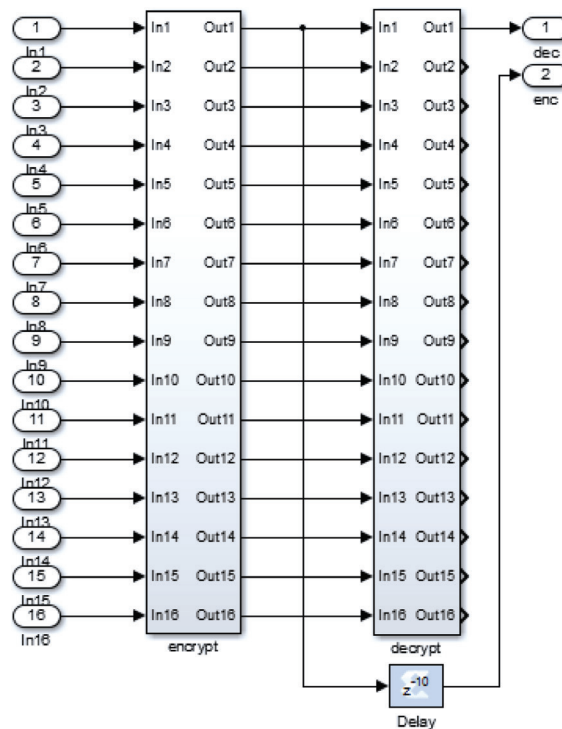 1 In1 Out1 In1 Out1 1
In1 dec
2 In2 Out2 In2 Out2 2
In2 enc
3 In3 Out3 In3 Out3
In3
4 In4 Out4 In4 Out4
In4
5 In5 Out5 In5 Out5
In5
6 In6 Out6 In6 Out6
In6
7 In7 Out7 In7 Out7
In7
8 In8 Out8 In8 Out8
In8
9 In9 Out9 In9 Out9
In9
10 In10 Out10 In10 Out10
In10
11 In11 Out11 In11 Out11
In11
12 In12 Out12 In12 Out12
In12
13 In13 Out13 In13 Out13
In13
14 In14 Out14 In14 Out14
In14
15 In15 Out15 In15 Out15
In15
16 In16 Out16 In16 Out16
In16 encrypt decrypt
z-10
Delay